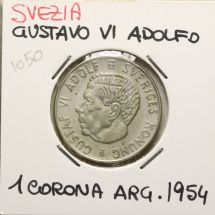 SVEZIA
GUSTAVO VI ADOLFO
1050
GUSTAF VI ADOLF SVERIGES KONUNG
1 CORONA ARG. 1954